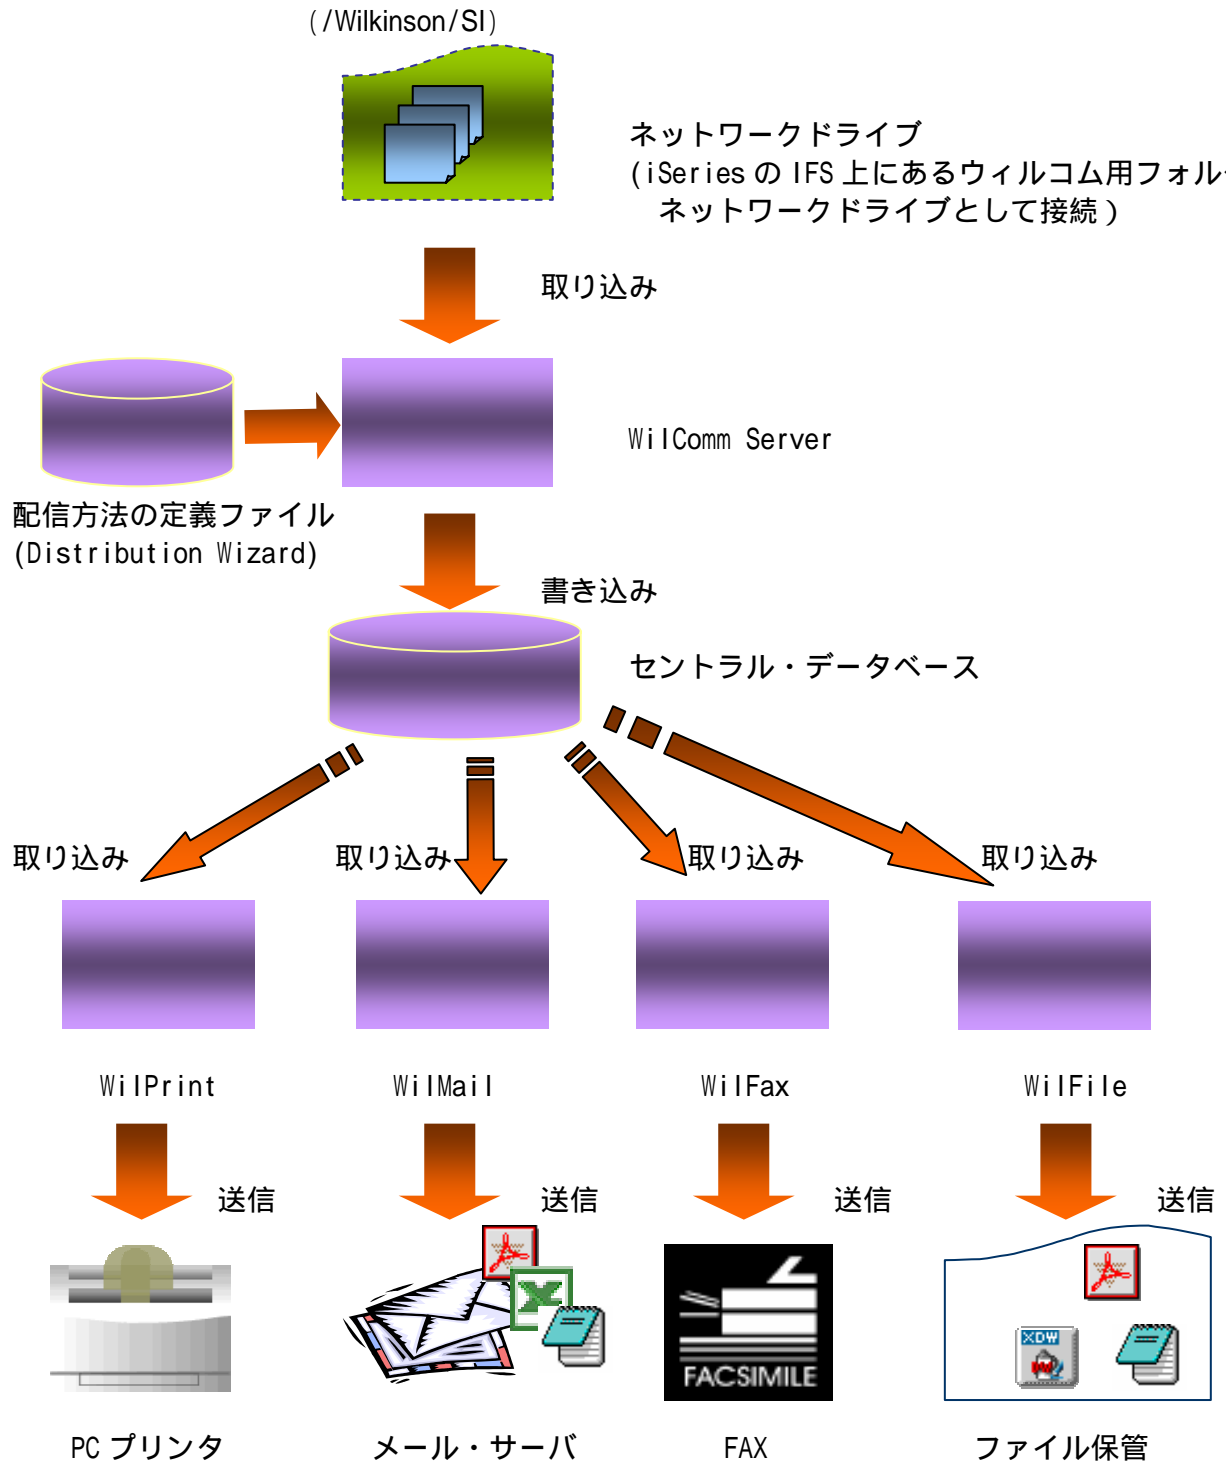 (/Wilkinson/SI)
ネットワークドライブ
(iSeries の IFS 上にあるウィルコム用フォル
ネットワークドライブとして接続)
取り込み
WilComm Server
配信方法の定義ファイル
(Distribution Wizard)
書き込み
セントラル・データベース
取り込み
取り込み
取り込み
取り込み
WilPrint
WilMail
WilFax
WilFile
送信
送信
送信
送信
XDW
FACSIMILE
PC プリンタ
メール・サーバ
FAX
ファイル保管